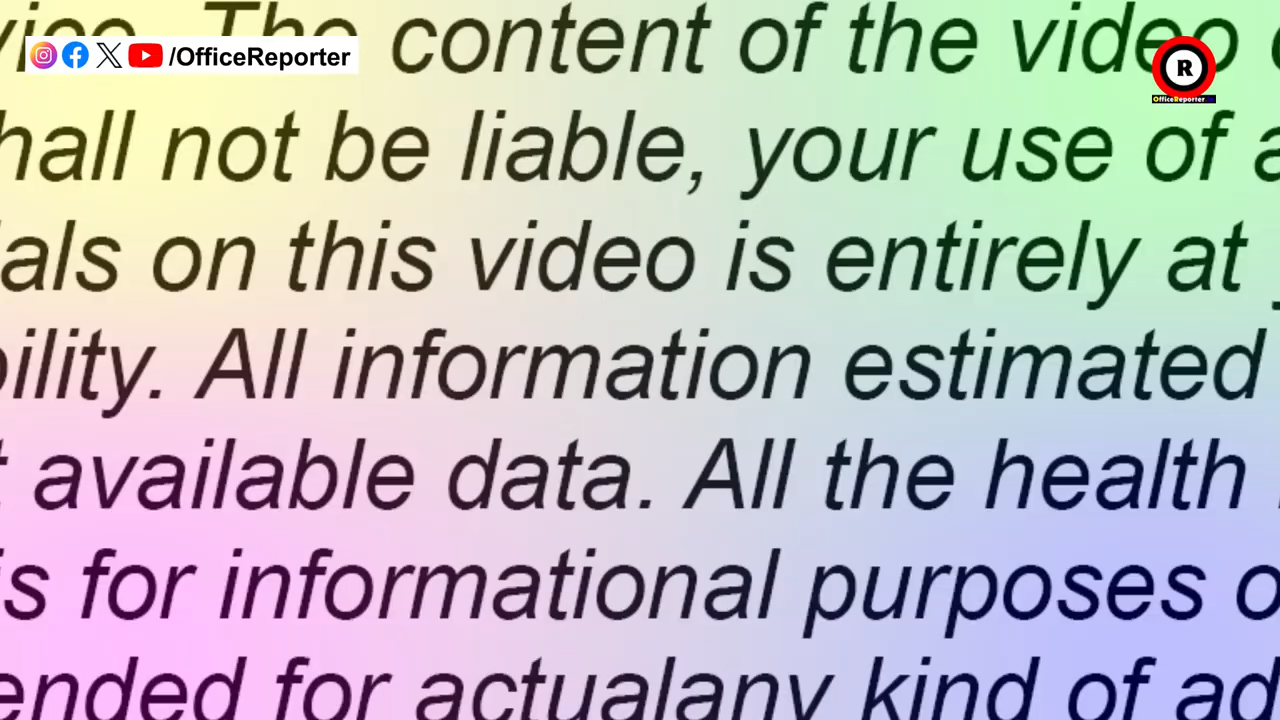 /OfficeReporter
R
OfficeReporter
vice. The content of the video
hall not be liable, your use of a
ials on this video is entirely at
bility. All information estimated
t available data. All the health
is for informational purposes o
ended for actualany kind of ad